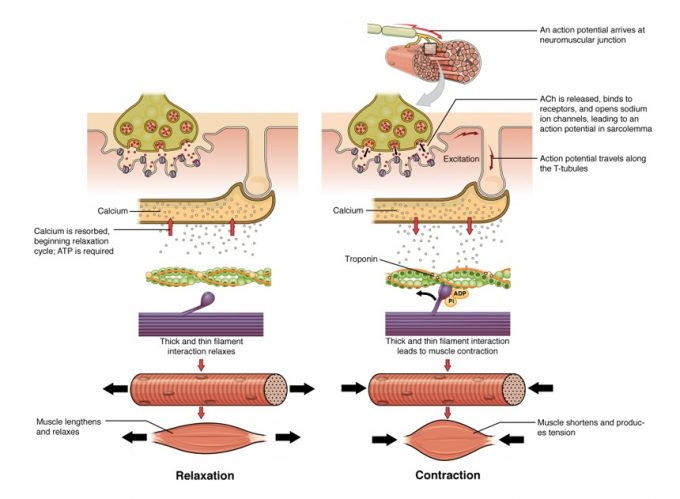 An action potential arrives at
neuromuscular junction
ACh is released, binds to
receptors, and opens sodium
ion channels, leading to an
action potential in sarcolemma
Excitation
Action potential travels along
the T-tubules
Calcium
Calcium is resorbed,
beginning relaxation
cycle; ATP is required
Calcium
Troponin
ADP
Pi
Thick and thin filament
interaction relaxes
Thick and thin filament interaction
leads to muscle contraction
Muscle lengthens
and relaxes
Muscle shortens and produc-
es tension
Relaxation
Contraction